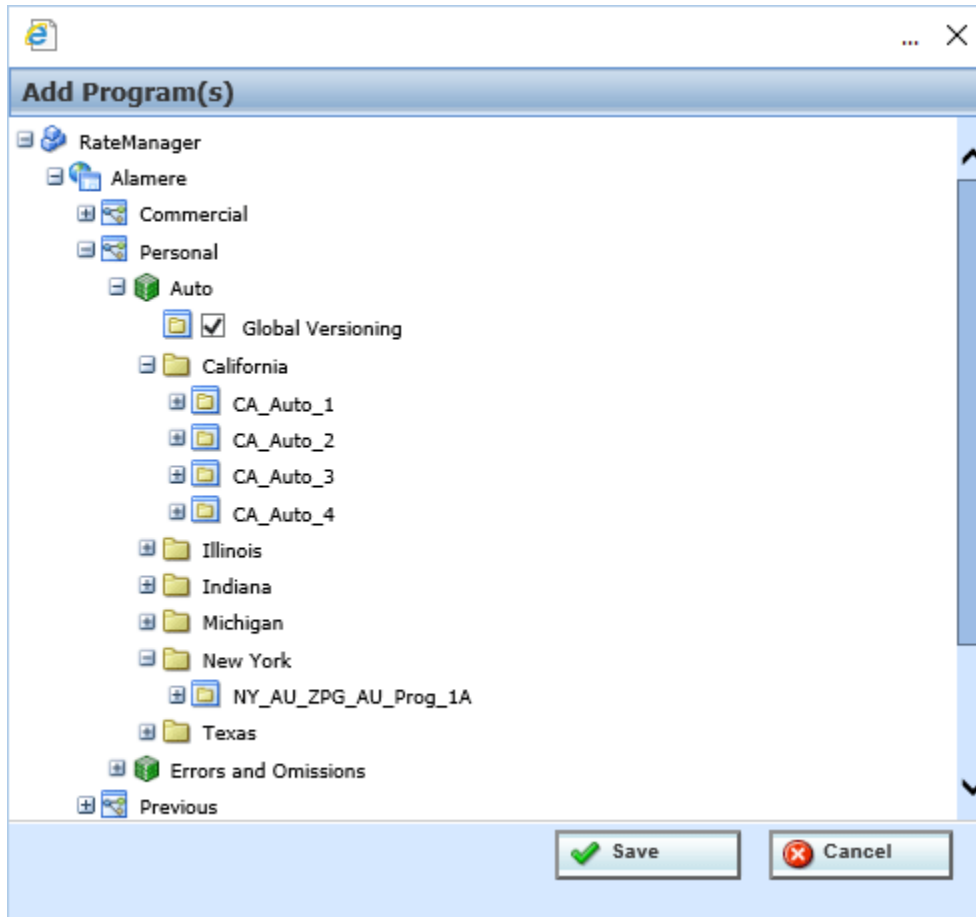 ...
Add Program(s)
RateManager
Alamere
Commercial
Personal
Auto
Global Versioning
California
CA_Auto_1
CA_Auto_2
CA_Auto_3
CA_Auto_4
Illinois
Indiana
Michigan
New York
NY_AU_ZPG_AU_Prog_1A
Texas
Errors and Omissions
Previous
Save Cancel